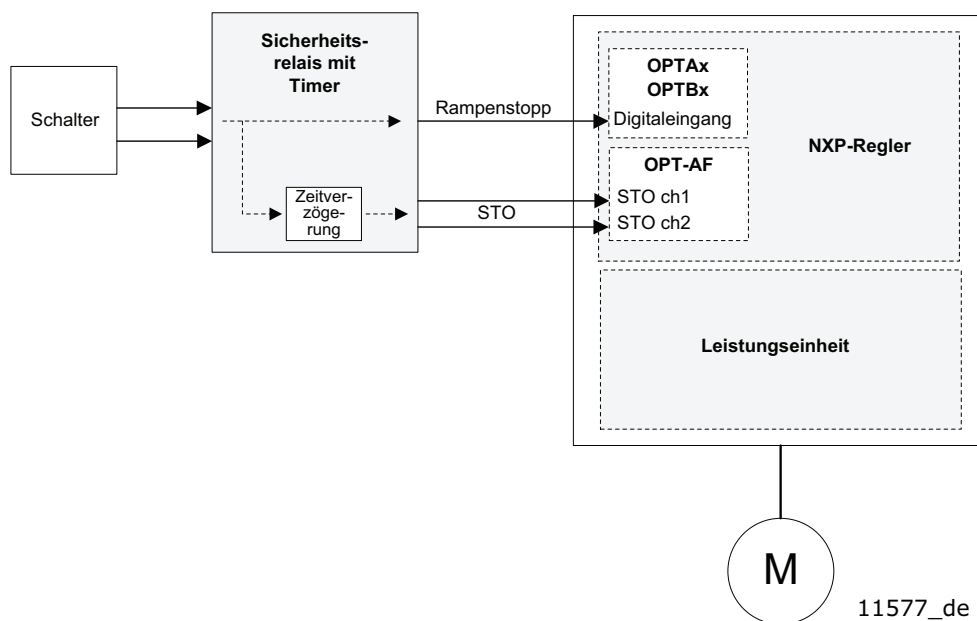 Schalter
Sicherheits-
relais mit
Timer
Zeitver-
zöge-
rung
Rampenstopp
STO
OPTAx
OPTBx
Digitaleingang
OPT-AF
STO ch1
STO ch2
NXP-Regler
Leistungseinheit
M
11577_de